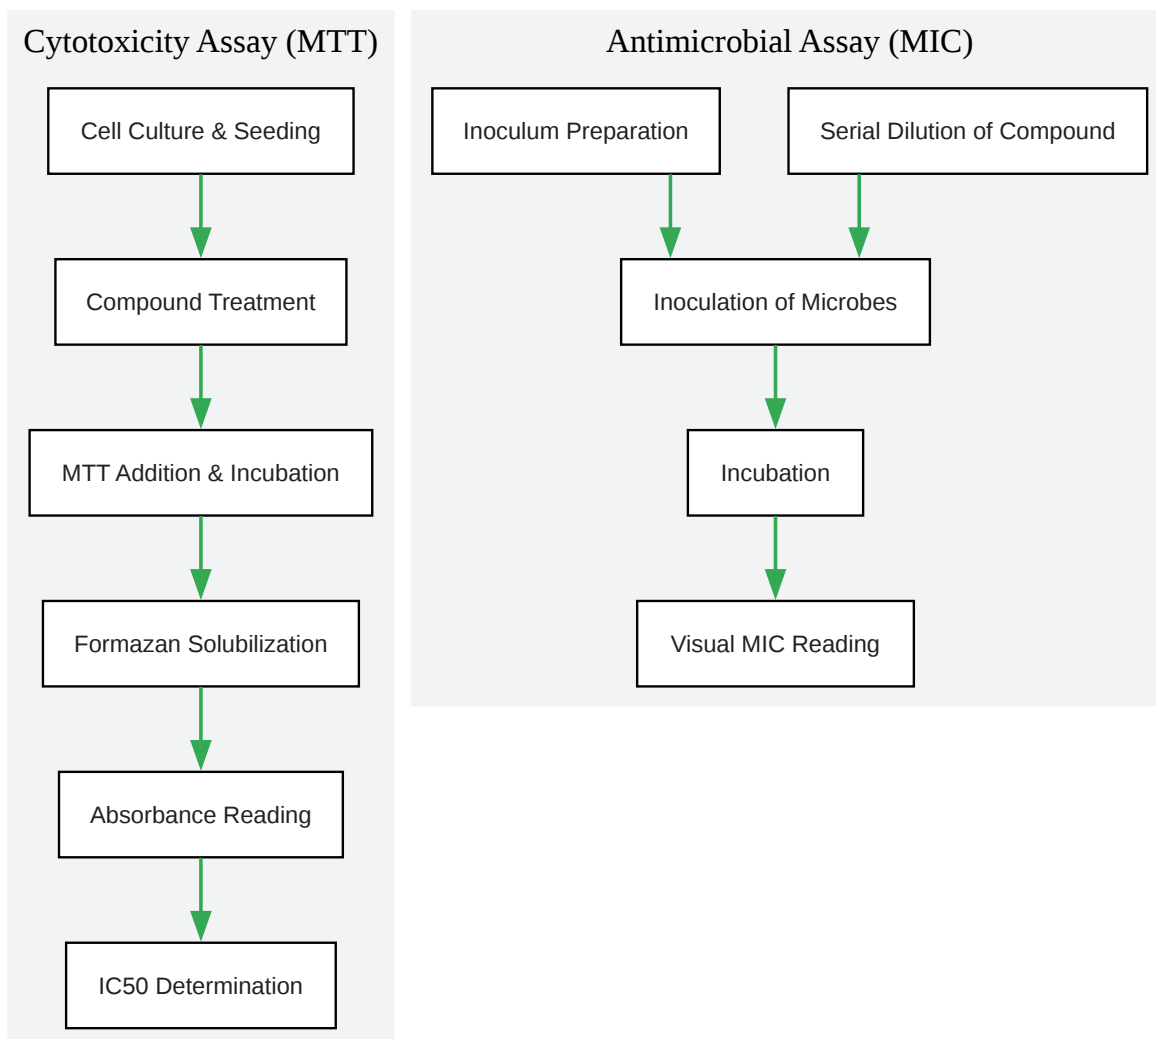 Cytotoxicity Assay (MTT)
Cell Culture & Seeding
Compound Treatment
MTT Addition & Incubation
Formazan Solubilization
Absorbance Reading
IC50 Determination
Antimicrobial Assay (MIC)
Inoculum Preparation
Serial Dilution of Compound
Inoculation of Microbes
Incubation
Visual MIC Reading